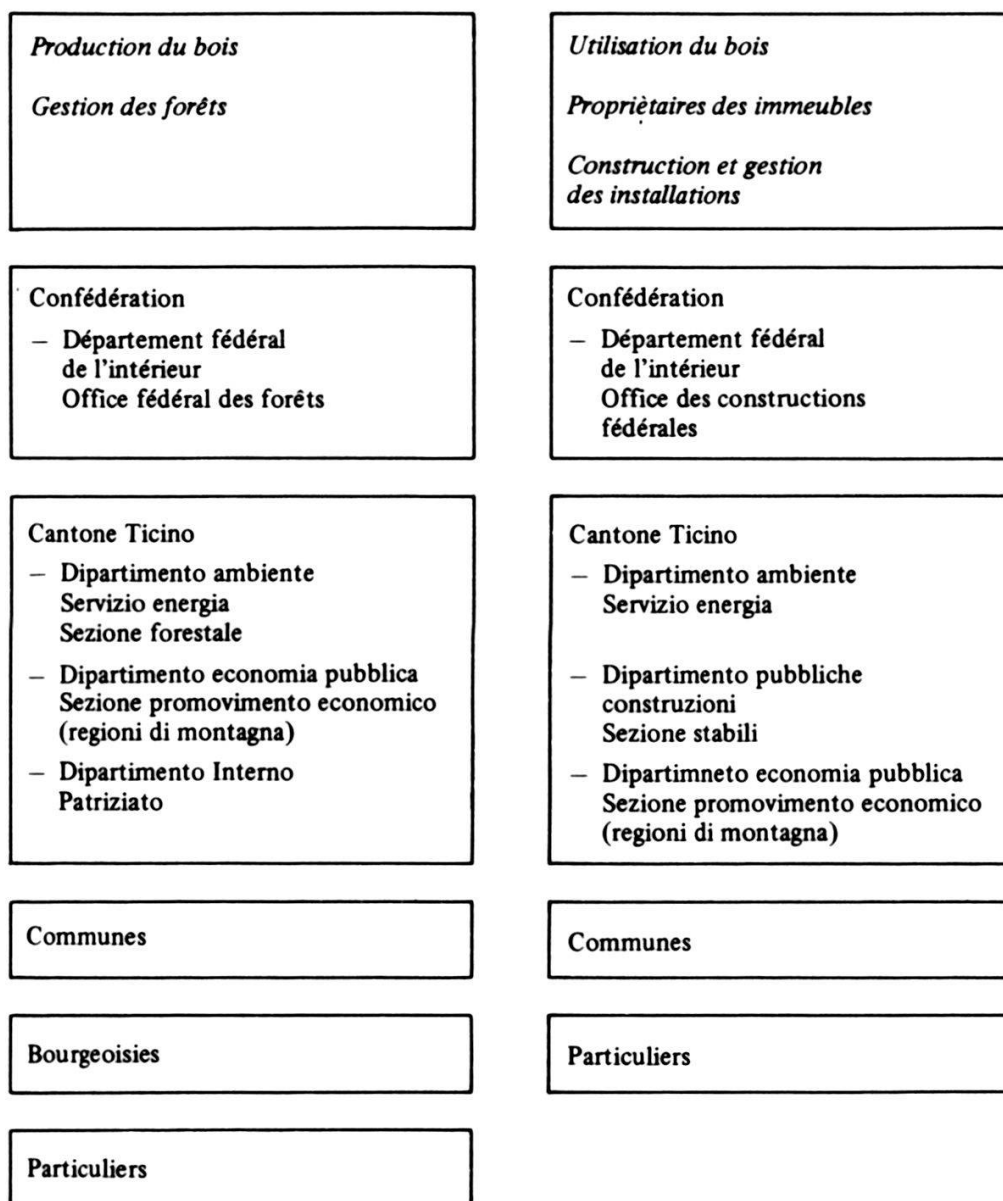 Production du bois
Gestion des forêts
Utilisation du bois
Propriètaires des immeubles
Construction et gestion
des installations
Confédération
– Département fédéral
de l'intérieur
Office fédéral des forêts
Confédération
– Département fédéral
de l'intérieur
Office des constructions
fédérales
Cantone Ticino
– Dipartimento ambiente
Servizio energia
Sezione forestale
– Dipartimento economia pubblica
Sezione promovimento economico
(regioni di montagna)
– Dipartimento Interno
Patriziato
Cantone Ticino
– Dipartimento ambiente
Servizio energia
– Dipartimento pubbliche
construzioni
Sezione stabili
– Dipartimneto economia pubblica
Sezione promovimento economico
(regioni di montagna)
Communes
Communes
Bourgeoisies
Particuliers
Particuliers